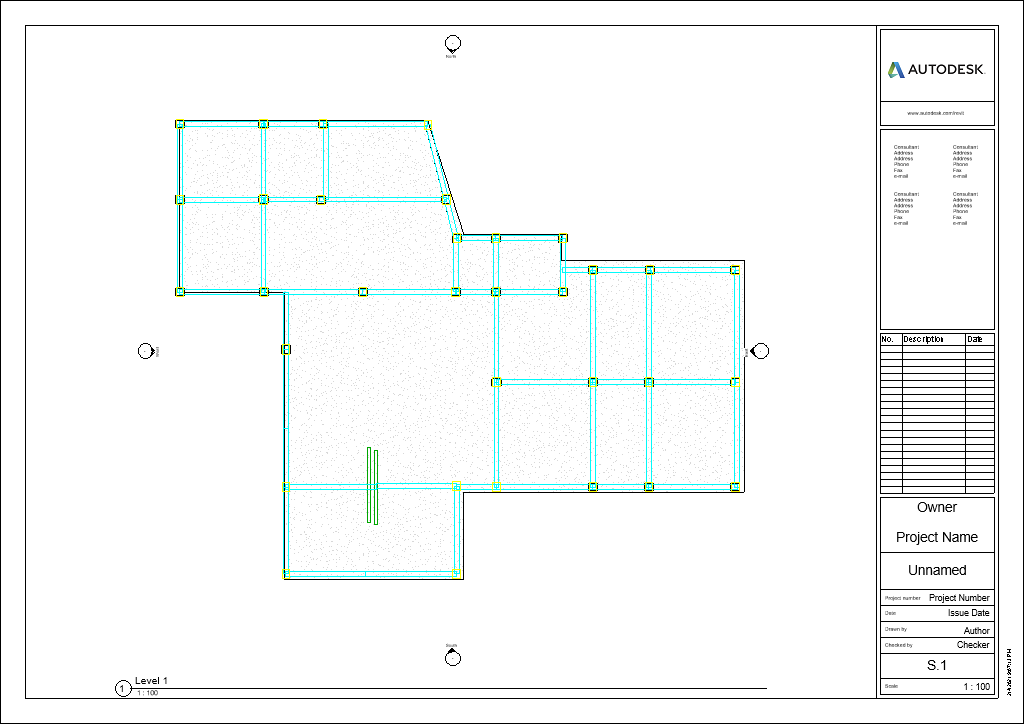 North
AUTODESK.
www.autodesk.com/revit
Consultant Consultant
Address Address
Address Address
Phone Phone
Fax Fax
e-mail e-mail
Consultant Consultant
Address Address
Address Address
Phone Phone
Fax Fax
e-mail e-mail
No. Description Date
Owner
Project Name
Unnamed
Project number Project Number
Date Issue Date
Drawn by Author
Checked by Checker
S.1
Scale 1 : 100
South
1 Level 1
1 : 100